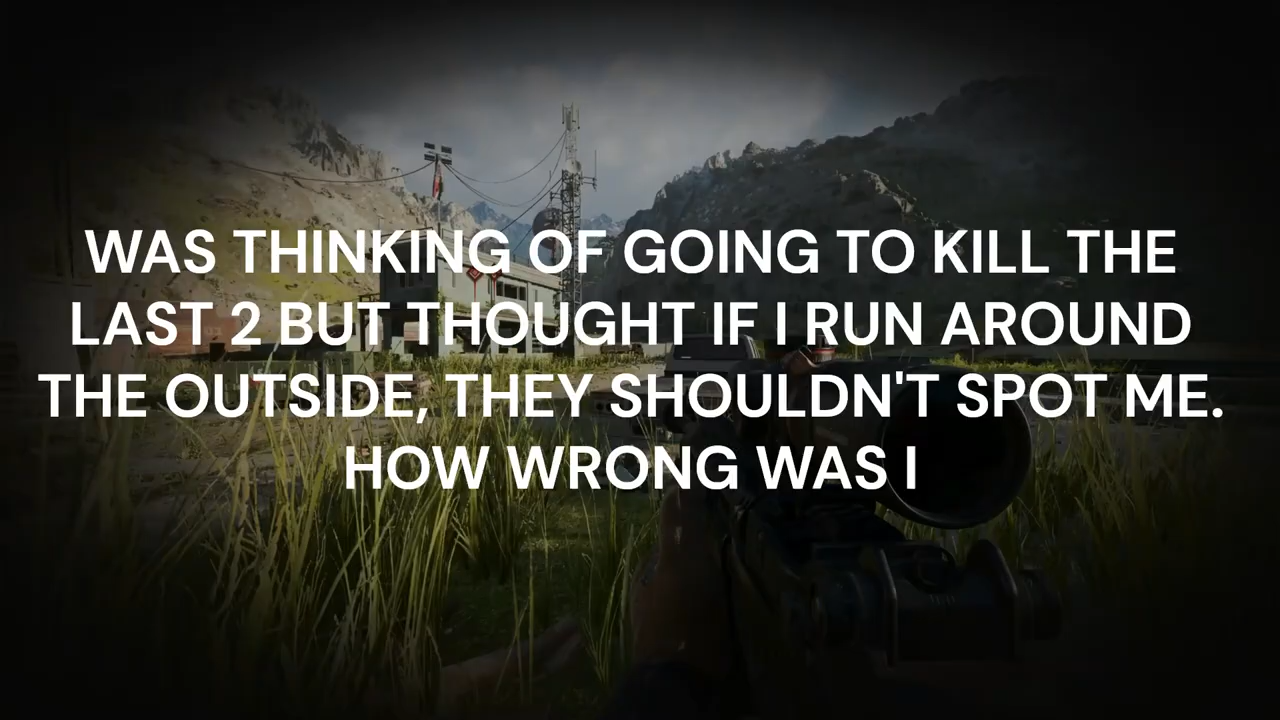 WAS THINKING OF GOING TO KILL THE
LAST 2 BUT THOUGHT IF I RUN AROUND
THE OUTSIDE, THEY SHOULDN'T SPOT ME.
HOW WRONG WAS I